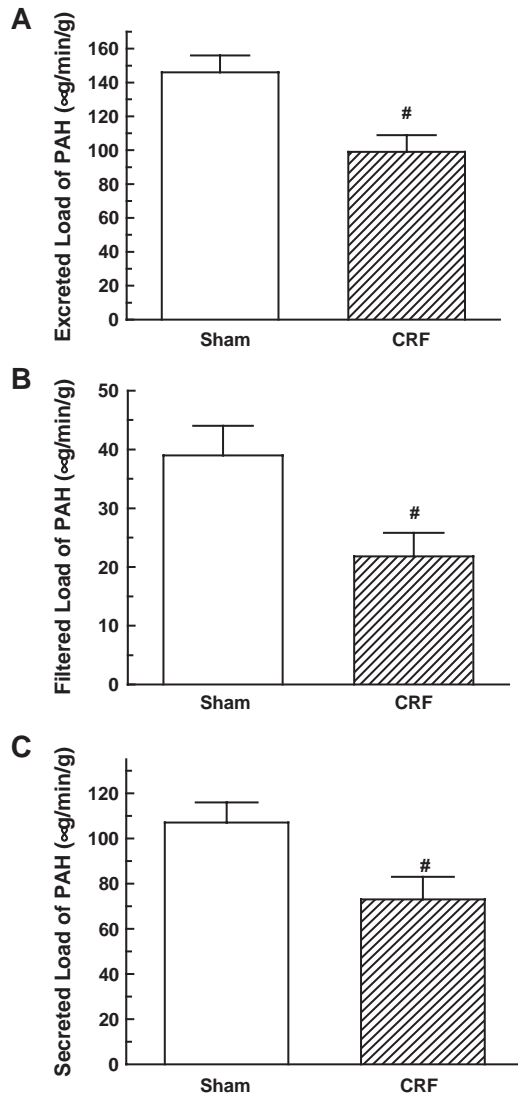 A
Excreted Load of PAH (∝g/min/g)
160
140
120
100
80
60
40
20
0
#
Sham CRF
B
Filtered Load of PAH (∝g/min/g)
50
40
30
20
10
0
#
Sham CRF
C
Secreted Load of PAH (∝g/min/g)
120
100
80
60
40
20
0
#
Sham CRF